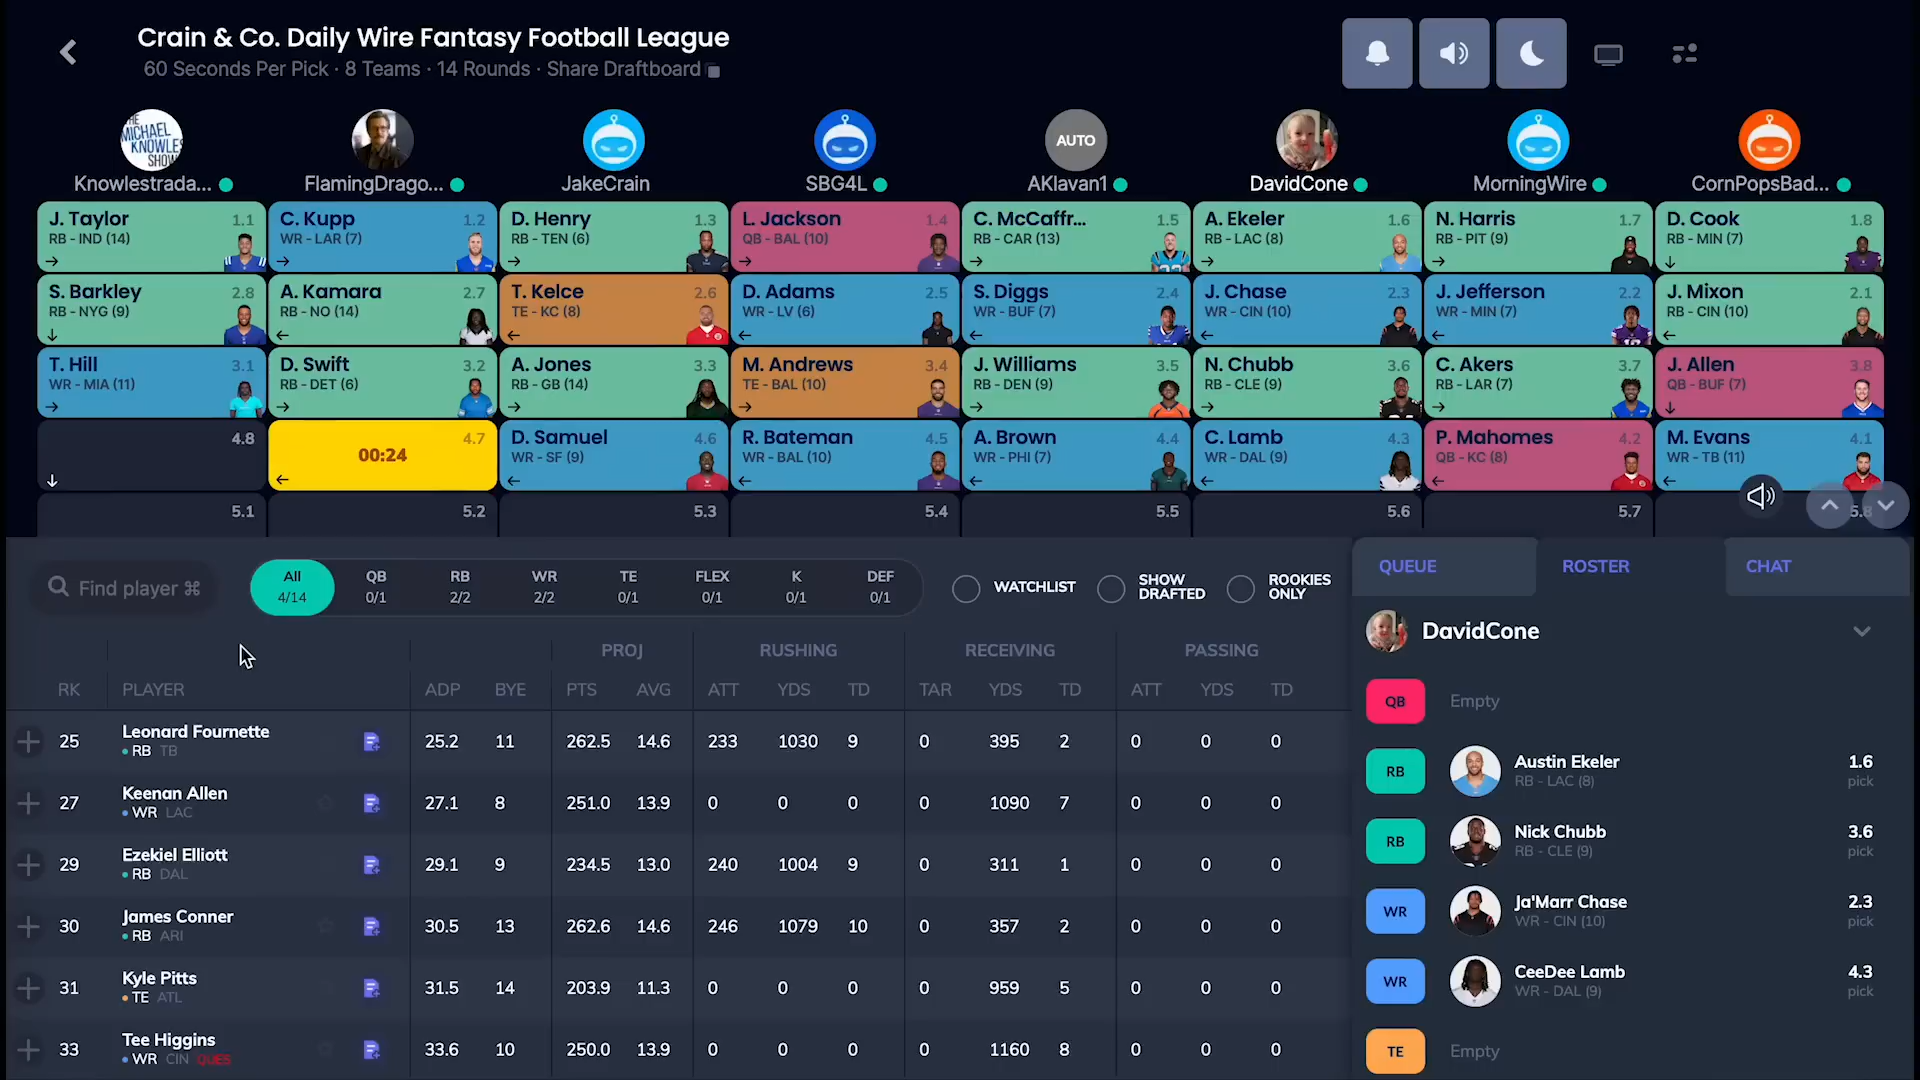 Crain & Co. Daily Wire Fantasy Football League
60 Seconds Per Pick · 8 Teams · 14 Rounds · Share Draftboard
THE MICHAEL KNOWLES SHOW
AUTO
Knowlestrada... FlamingDrago... JakeCrain SBG4L AKlavan1 DavidCone MorningWire CornPopsBad...
J. Taylor 1.1 C. Kupp 1.2 D. Henry 1.3 L. Jackson 1.4 C. McCaffr... 1.5 A. Ekeler 1.6 N. Harris 1.7 D. Cook 1.8
RB - IND (14) WR - LAR (7) RB - TEN (6) QB - BAL (10) RB - CAR (13) RB - LAC (8) RB - PIT (9) RB - MIN (7)
S. Barkley 2.8 A. Kamara 2.7 T. Kelce 2.6 D. Adams 2.5 S. Diggs 2.4 J. Chase 2.3 J. Jefferson 2.2 J. Mixon 2.1
RB - NYG (9) RB - NO (14) TE - KC (8) WR - LV (6) WR - BUF (7) WR - CIN (10) WR - MIN (7) RB - CIN (10)
T. Hill 3.1 D. Swift 3.2 A. Jones 3.3 M. Andrews 3.4 J. Williams 3.5 N. Chubb 3.6 C. Akers 3.7 J. Allen 3.8
WR - MIA (11) RB - DET (6) RB - GB (14) TE - BAL (10) RB - DEN (9) RB - CLE (9) RB - LAR (7) QB - BUF (7)
4.8 00:24 4.7 D. Samuel 4.6 R. Bateman 4.5 A. Brown 4.4 C. Lamb 4.3 P. Mahomes 4.2 M. Evans 4.1
WR - SF (9) WR - BAL (10) WR - PHI (7) WR - DAL (9) QB - KC (8) WR - TB (11)
5.1 5.2 5.3 5.4 5.5 5.6 5.7 5.8
Find player ⌘
All QB RB WR TE FLEX K DEF
4/14 0/1 2/2 2/2 0/1 0/1 0/1 0/1
WATCHLIST
SHOW DRAFTED
ROOKIES ONLY
PROJ RUSHING RECEIVING PASSING
RK PLAYER ADP BYE PTS AVG ATT YDS TD TAR YDS TD ATT YDS TD
25 Leonard Fournette 25.2 11 262.5 14.6 233 1030 9 0 395 2 0 0 0
RB TB
27 Keenan Allen 27.1 8 251.0 13.9 0 0 0 0 1090 7 0 0 0
WR LAC
29 Ezekiel Elliott 29.1 9 234.5 13.0 240 1004 9 0 311 1 0 0 0
RB DAL
30 James Conner 30.5 13 262.6 14.6 246 1079 10 0 357 2 0 0 0
RB ARI
31 Kyle Pitts 31.5 14 203.9 11.3 0 0 0 0 959 5 0 0 0
TE ATL
33 Tee Higgins 33.6 10 250.0 13.9 0 0 0 0 1160 8 0 0 0
WR CIN QUES
QUEUE ROSTER CHAT
DavidCone
QB Empty
RB Austin Ekeler 1.6
RB - LAC (8) pick
RB Nick Chubb 3.6
RB - CLE (9) pick
WR Ja'Marr Chase 2.3
WR - CIN (10) pick
WR CeeDee Lamb 4.3
WR - DAL (9) pick
TE Empty